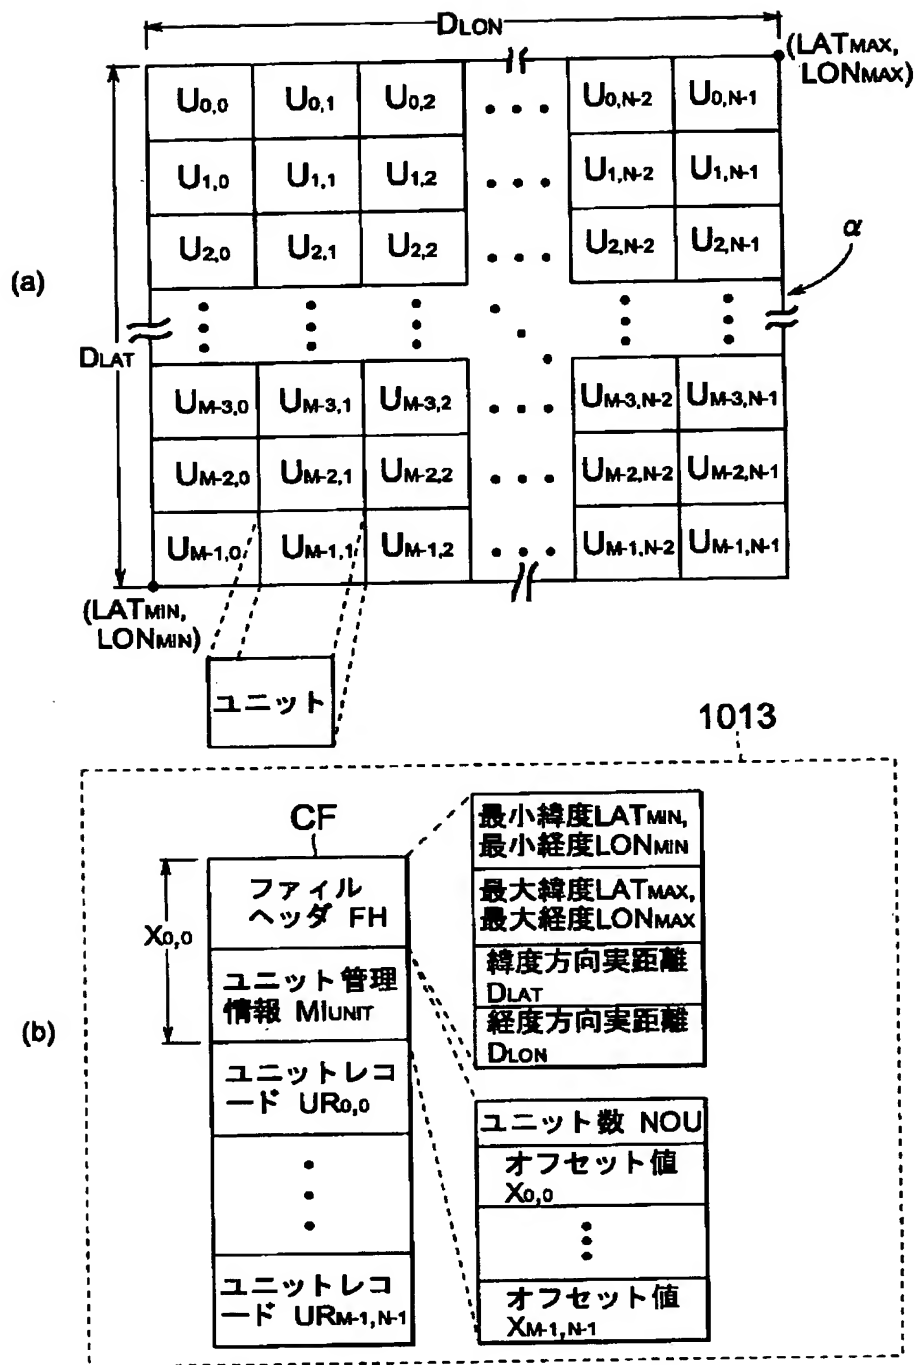 DLON
(LATMAX,
LONMAX)
U0,0 U0,1 U0,2 U0,N-2 U0,N-1
U1,0 U1,1 U1,2 U1,N-2 U1,N-1
U2,0 U2,1 U2,2 U2,N-2 U2,N-1
α
(a)
DLAT
UM-3,0 UM-3,1 UM-3,2 UM-3,N-2 UM-3,N-1
UM-2,0 UM-2,1 UM-2,2 UM-2,N-2 UM-2,N-1
UM-1,0 UM-1,1 UM-1,2 UM-1,N-2 UM-1,N-1
(LATMIN,
LONMIN)
ユニット
1013
(b)
CF
X0,0
ファイル
ヘッダ FH
ユニット管理
情報 MIUNIT
ユニットレコ
ード UR0,0
ユニットレコ
ード URM-1,N-1
最小緯度LATMIN,
最小経度LONMIN
最大緯度LATMAX,
最大経度LONMAX
緯度方向実距離
DLAT
経度方向実距離
DLON
ユニット数 NOU
オフセット値
X0,0
オフセット値
XM-1,N-1